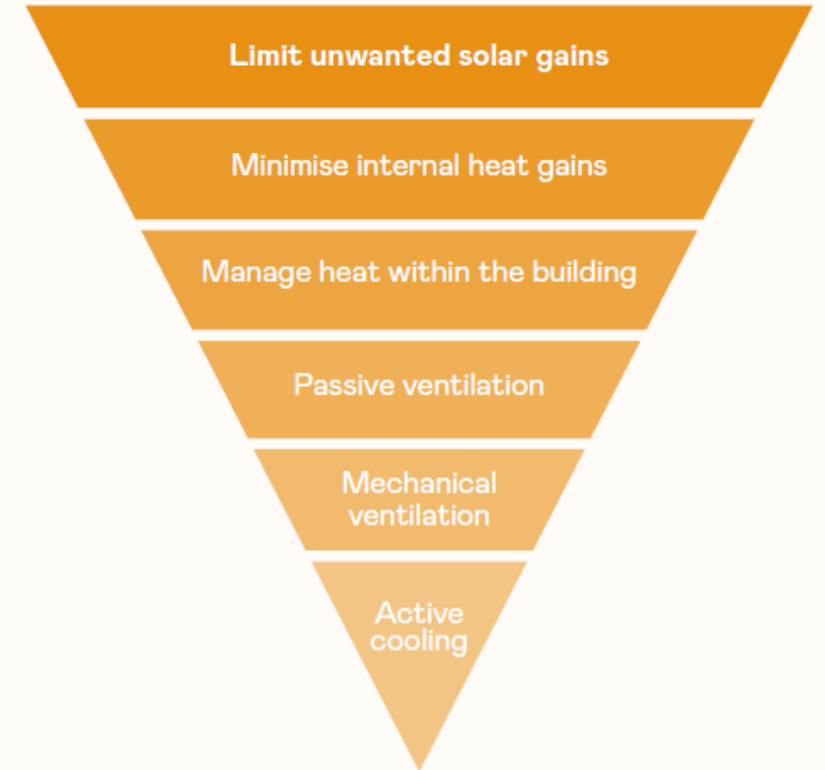 Limit unwanted solar gains
Minimise internal heat gains
Manage heat within the building
Passive ventilation
Mechanical
ventilation
Active
cooling